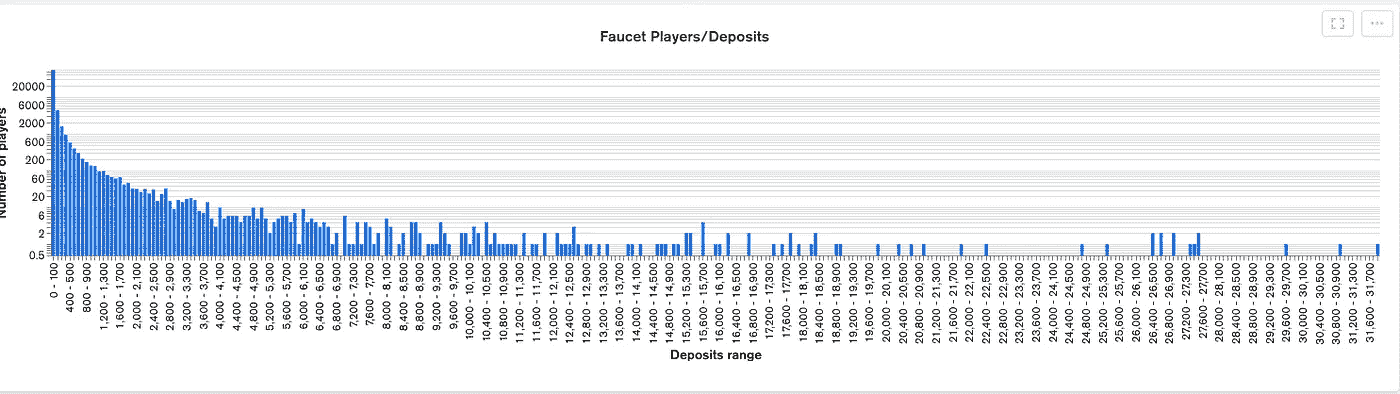 Faucet Players/Deposits
Number of players
20000
6000
2000
600
200
60
20
6
2
0.5
0 - 100
400 - 500
800 - 900
1,200 - 1,300
1,600 - 1,700
2,000 - 2,100
2,400 - 2,500
2,800 - 2,900
3,200 - 3,300
3,600 - 3,700
4,000 - 4,100
4,400 - 4,500
4,800 - 4,900
5,200 - 5,300
5,600 - 5,700
6,000 - 6,100
6,400 - 6,500
6,800 - 6,900
7,200 - 7,300
7,600 - 7,700
8,000 - 8,100
8,400 - 8,500
8,800 - 8,900
9,200 - 9,300
9,600 - 9,700
10,000 - 10,100
10,400 - 10,500
10,800 - 10,900
11,200 - 11,300
11,600 - 11,700
12,000 - 12,100
12,400 - 12,500
12,800 - 12,900
13,200 - 13,300
13,600 - 13,700
14,000 - 14,100
14,400 - 14,500
14,800 - 14,900
15,200 - 15,300
15,600 - 15,700
16,000 - 16,100
16,400 - 16,500
16,800 - 16,900
17,200 - 17,300
17,600 - 17,700
18,000 - 18,100
18,400 - 18,500
18,800 - 18,900
19,200 - 19,300
19,600 - 19,700
20,000 - 20,100
20,400 - 20,500
20,800 - 20,900
21,200 - 21,300
21,600 - 21,700
22,000 - 22,100
22,400 - 22,500
22,800 - 22,900
23,200 - 23,300
23,600 - 23,700
24,000 - 24,100
24,400 - 24,500
24,800 - 24,900
25,200 - 25,300
25,600 - 25,700
26,000 - 26,100
26,400 - 26,500
26,800 - 26,900
27,200 - 27,300
27,600 - 27,700
28,000 - 28,100
28,400 - 28,500
28,800 - 28,900
29,200 - 29,300
29,600 - 29,700
30,000 - 30,100
30,400 - 30,500
30,800 - 30,900
31,200 - 31,300
31,600 - 31,700
Deposits range